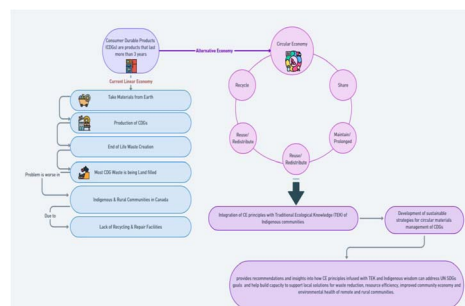 Consumer Durable Products
(CDGs) are products that last
more than 3 years
Alternative Economy
Circular Economy
Current Linear Economy
Take Materials from Earth
Production of CDGs
End of Life Waste Creation
Most CDG Waste is being Land filled
Problem is worse in
Indigenous & Rural Communities in Canada
Due to
Lack of Recycling & Repair Facilities
Recycle
Share
Reuse/
Redistribute
Maintain/
Prolonged
Reuse/
Redistribute
Integration of CE principles with Traditional Ecological Knowledge (TEK) of
Indigenous communities
Development of sustainable
strategies for circular materials
management of CDGs
provides recommendations and insights into how CE principles infused with TEK and Indigenous wisdom can address UN SDGs
goals and help build capacity to support local solutions for waste reduction, resource efficiency, improved community economy and
environmental health of remote and rural communities.